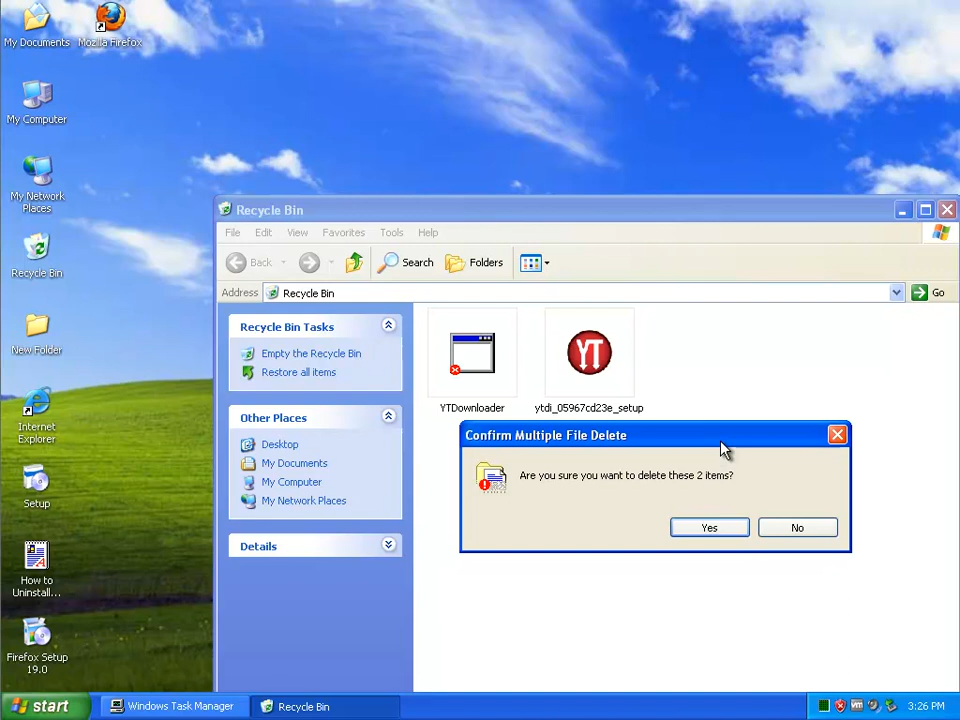 My Documents
Mozilla Firefox
My Computer
My Network
Places
Recycle Bin
New Folder
Internet
Explorer
Setup
How to
Uninstall...
Firefox Setup
19.0
Recycle Bin
File Edit View Favorites Tools Help
Back Search Folders
Address Recycle Bin Go
Recycle Bin Tasks
Empty the Recycle Bin
Restore all items
Other Places
Desktop
My Documents
My Computer
My Network Places
Details
YT
YTDownloader
ytdi_05967cd23e_setup
Confirm Multiple File Delete
Are you sure you want to delete these 2 items?
Yes No
start Windows Task Manager Recycle Bin 3:26 PM